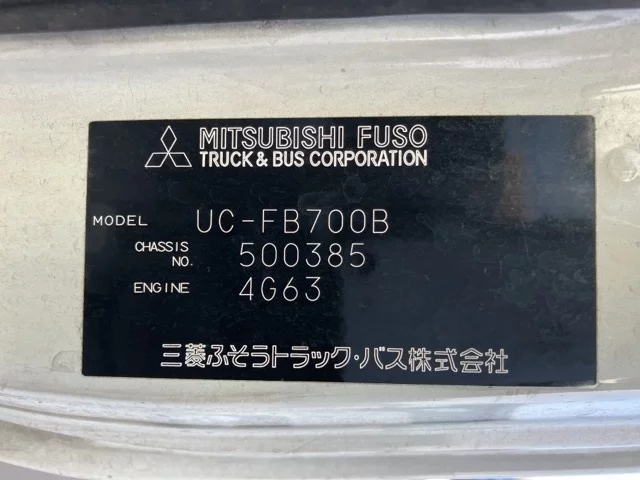 MITSUBISHI FUSO
TRUCK & BUS CORPORATION
MODEL UC-FB700B
CHASSIS NO. 500385
ENGINE 4G63
三菱ふそうトラック・バス株式会社